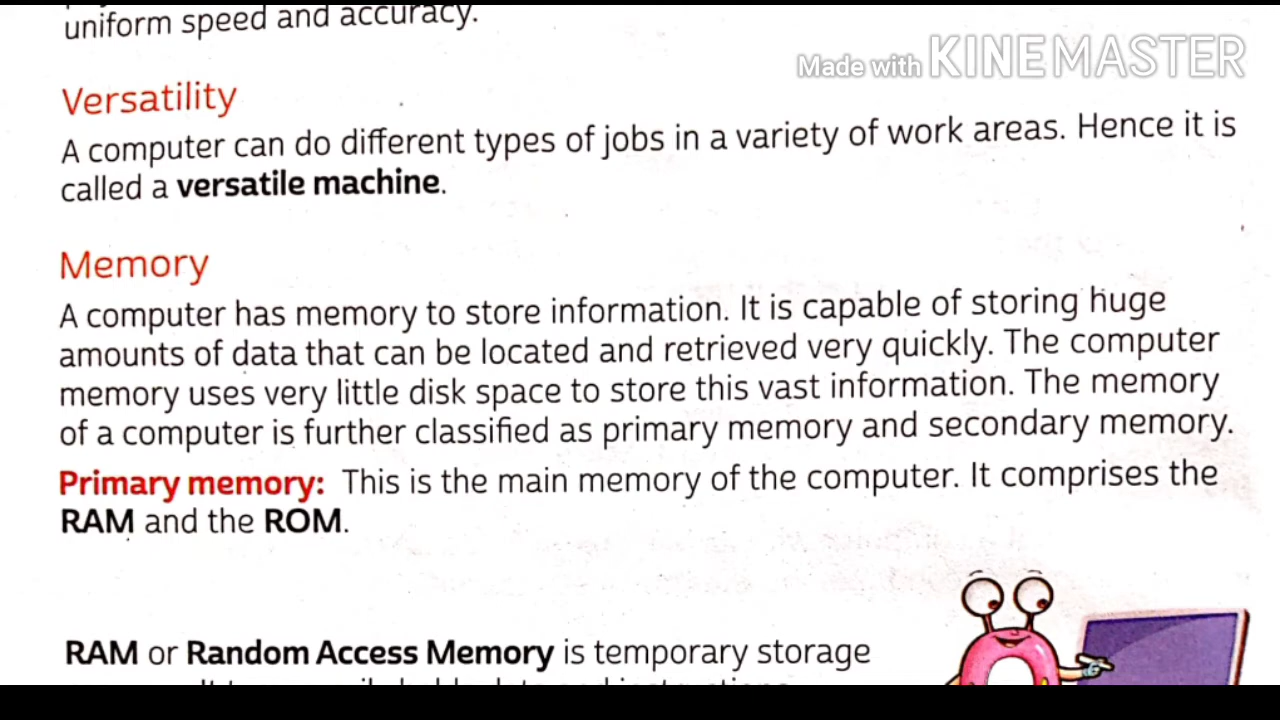 uniform speed and accuracy.
Made with KINEMASTER
Versatility
A computer can do different types of jobs in a variety of work areas. Hence it is
called a versatile machine.
Memory
A computer has memory to store information. It is capable of storing huge
amounts of data that can be located and retrieved very quickly. The computer
memory uses very little disk space to store this vast information. The memory
of a computer is further classified as primary memory and secondary memory.
Primary memory: This is the main memory of the computer. It comprises the
RAM and the ROM.
RAM or Random Access Memory is temporary storage